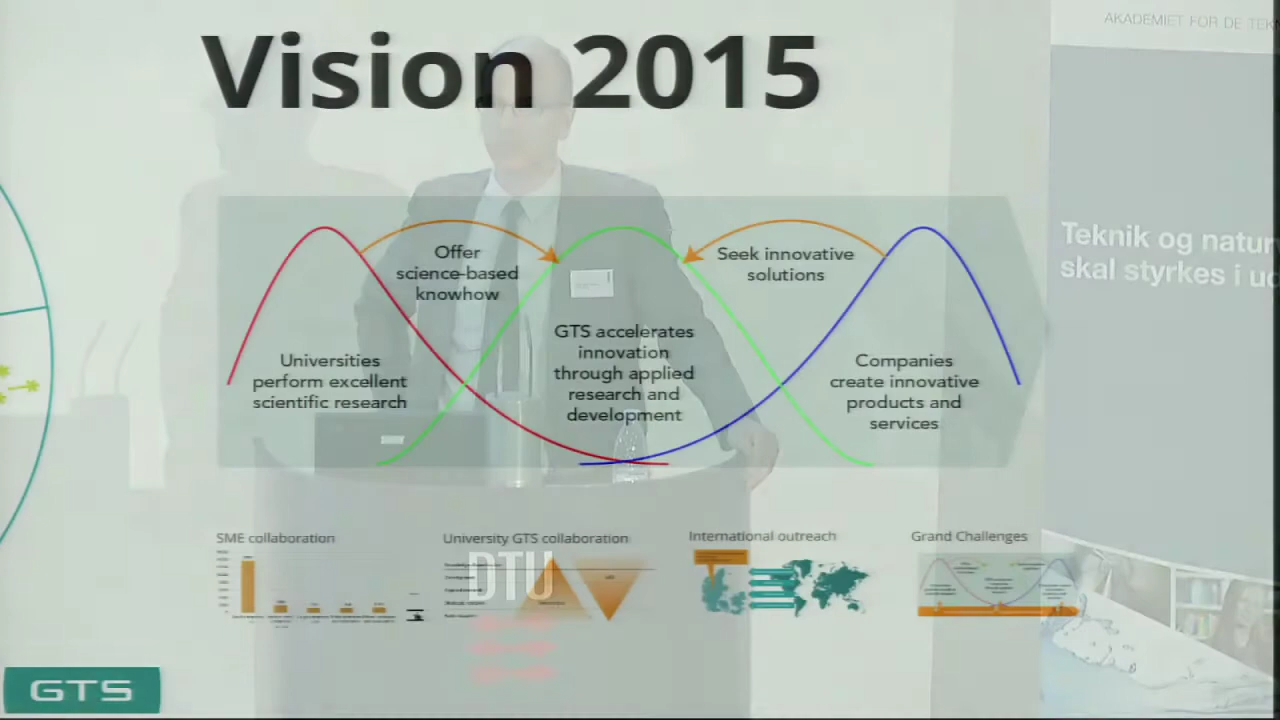 Vision 2015
AKADEMIET FOR DE TEK
Teknik og natur
skal styrkes i ud
Offer
science-based
knowhow
Seek innovative
solutions
Universities
perform excellent
scientific research
GTS accelerates
innovation
through applied
research and
development
Companies
create innovative
products and
services
SME collaboration
University GTS collaboration
International outreach
Grand Challenges
DTU
GTS